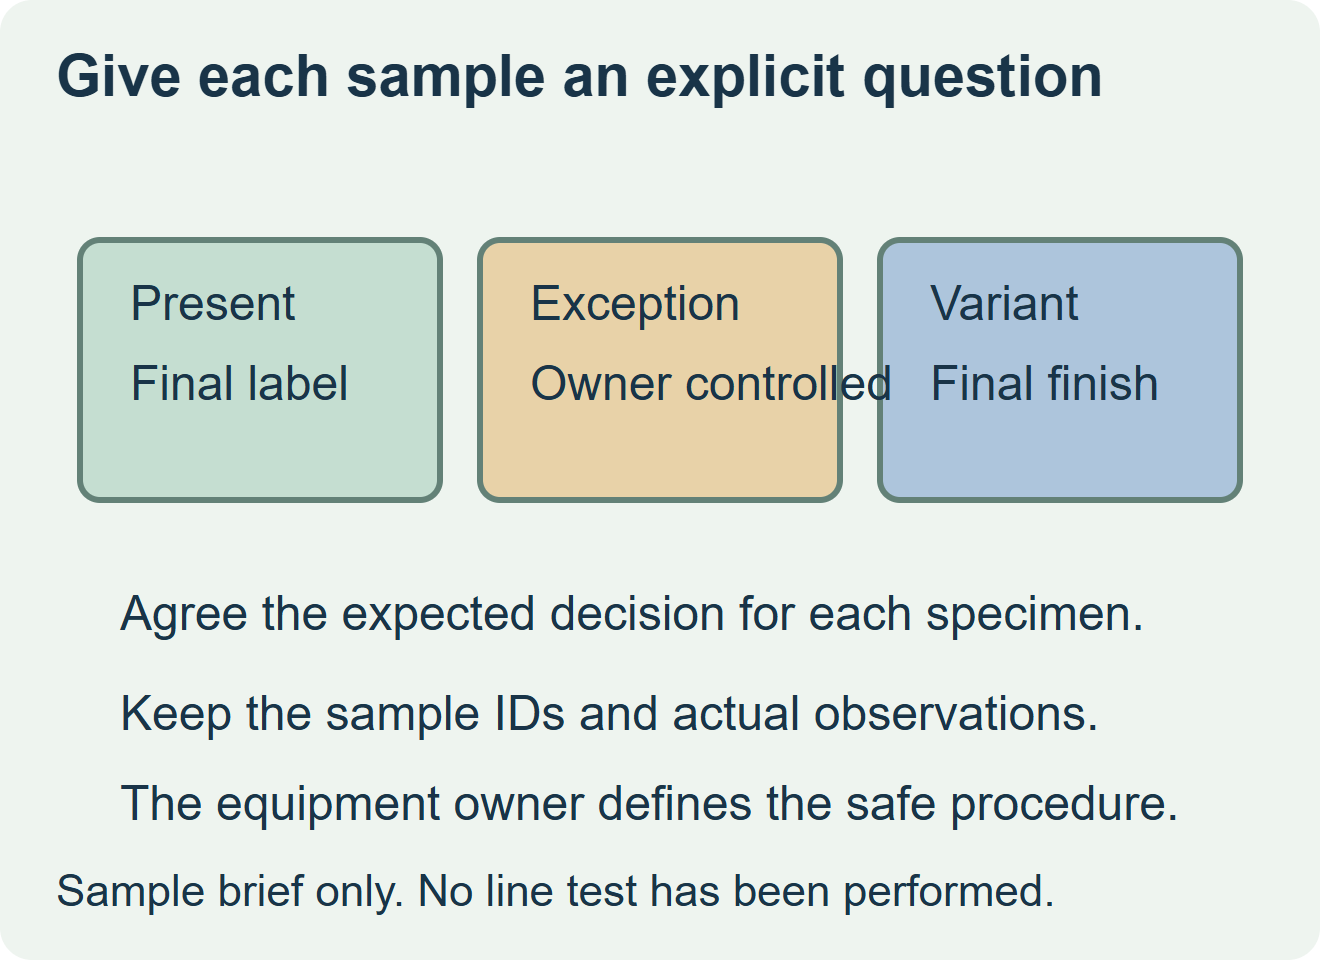 Give each sample an explicit question
Present
Final label
Exception
Owner controlled
Variant
Final finish
Agree the expected decision for each specimen.
Keep the sample IDs and actual observations.
The equipment owner defines the safe procedure.
Sample brief only. No line test has been performed.